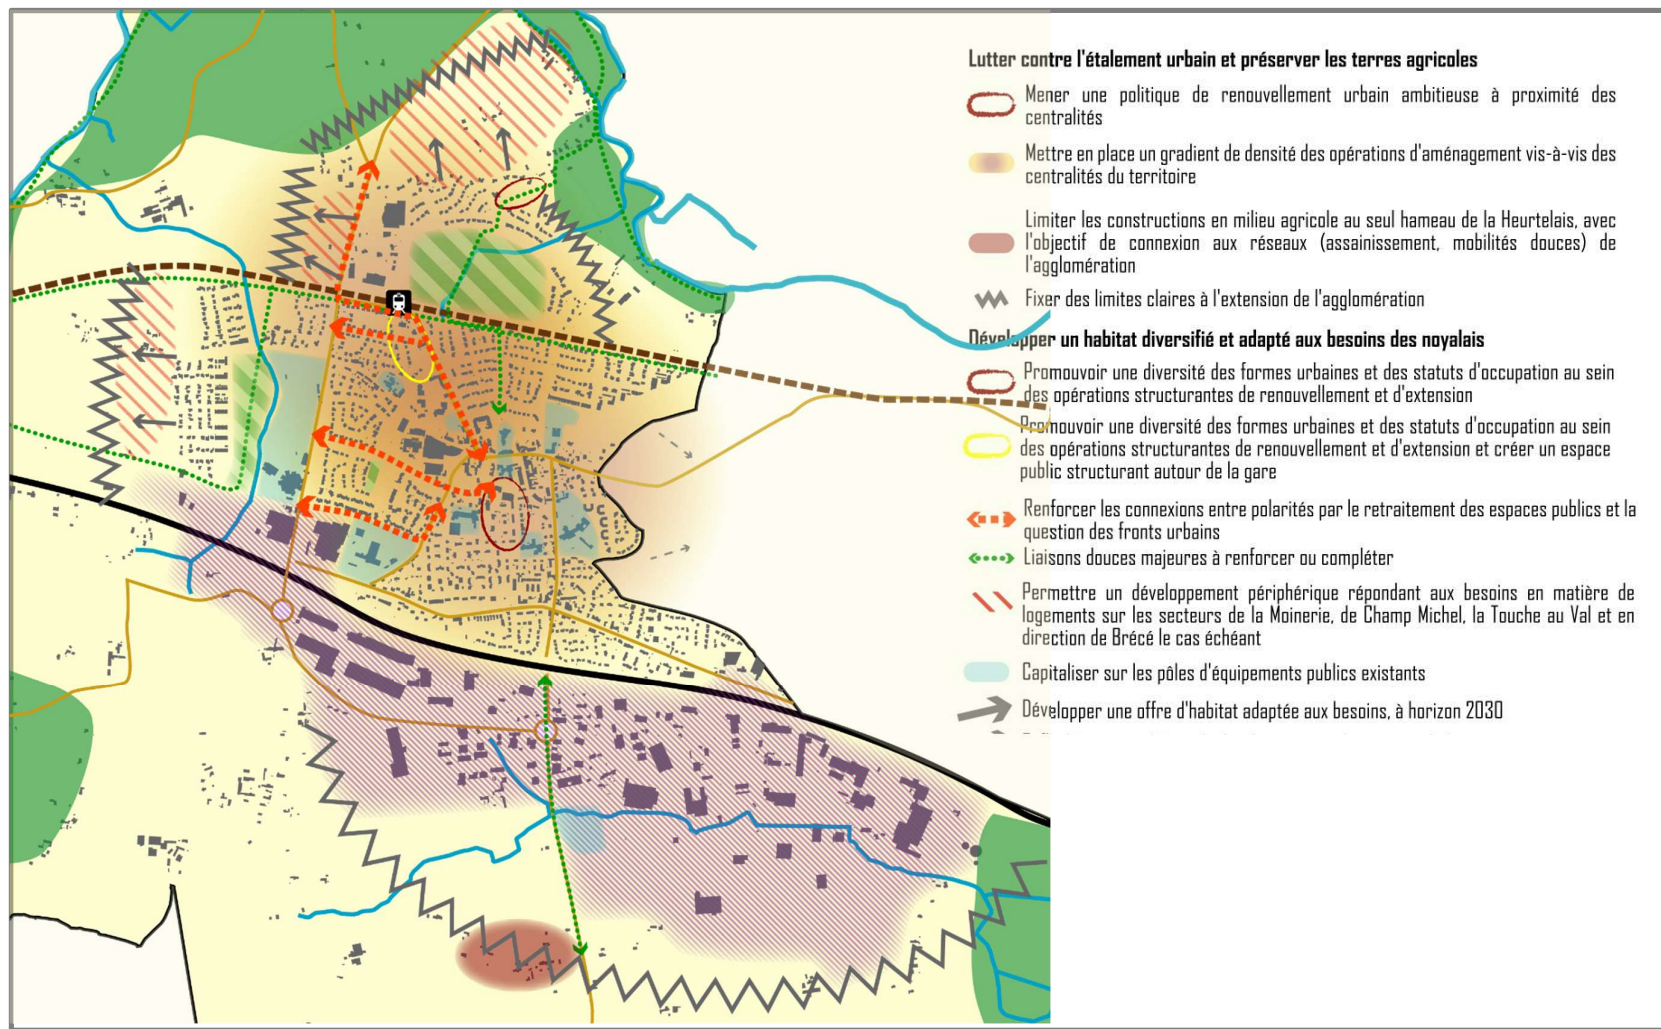 Lutter contre l'étalement urbain et préserver les terres agricoles
Mener une politique de renouvellement urbain ambitieuse à proximité des
centralités
Mettre en place un gradient de densité des opérations d'aménagement vis-à-vis des
centralités du territoire
Limiter les constructions en milieu agricole au seul hameau de la Heurtelais, avec
l'objectif de connexion aux réseaux (assainissement, mobilités douces) de
l'agglomération
Fixer des limites claires à l'extension de l'agglomération
Développer un habitat diversifié et adapté aux besoins des noyalais
Promouvoir une diversité des formes urbaines et des statuts d'occupation au sein
des opérations structurantes de renouvellement et d'extension
Promouvoir une diversité des formes urbaines et des statuts d'occupation au sein
des opérations structurantes de renouvellement et d'extension et créer un espace
public structurant autour de la gare
Renforcer les connexions entre polarités par le retraitement des espaces publics et la
question des fronts urbains
Liaisons douces majeures à renforcer ou compléter
Permettre un développement périphérique répondant aux besoins en matière de
logements sur les secteurs de la Moinerie, de Champ Michel, la Touche au Val et en
direction de Brécé le cas échéant
Capitaliser sur les pôles d'équipements publics existants
Développer une offre d'habitat adaptée aux besoins, à horizon 2030